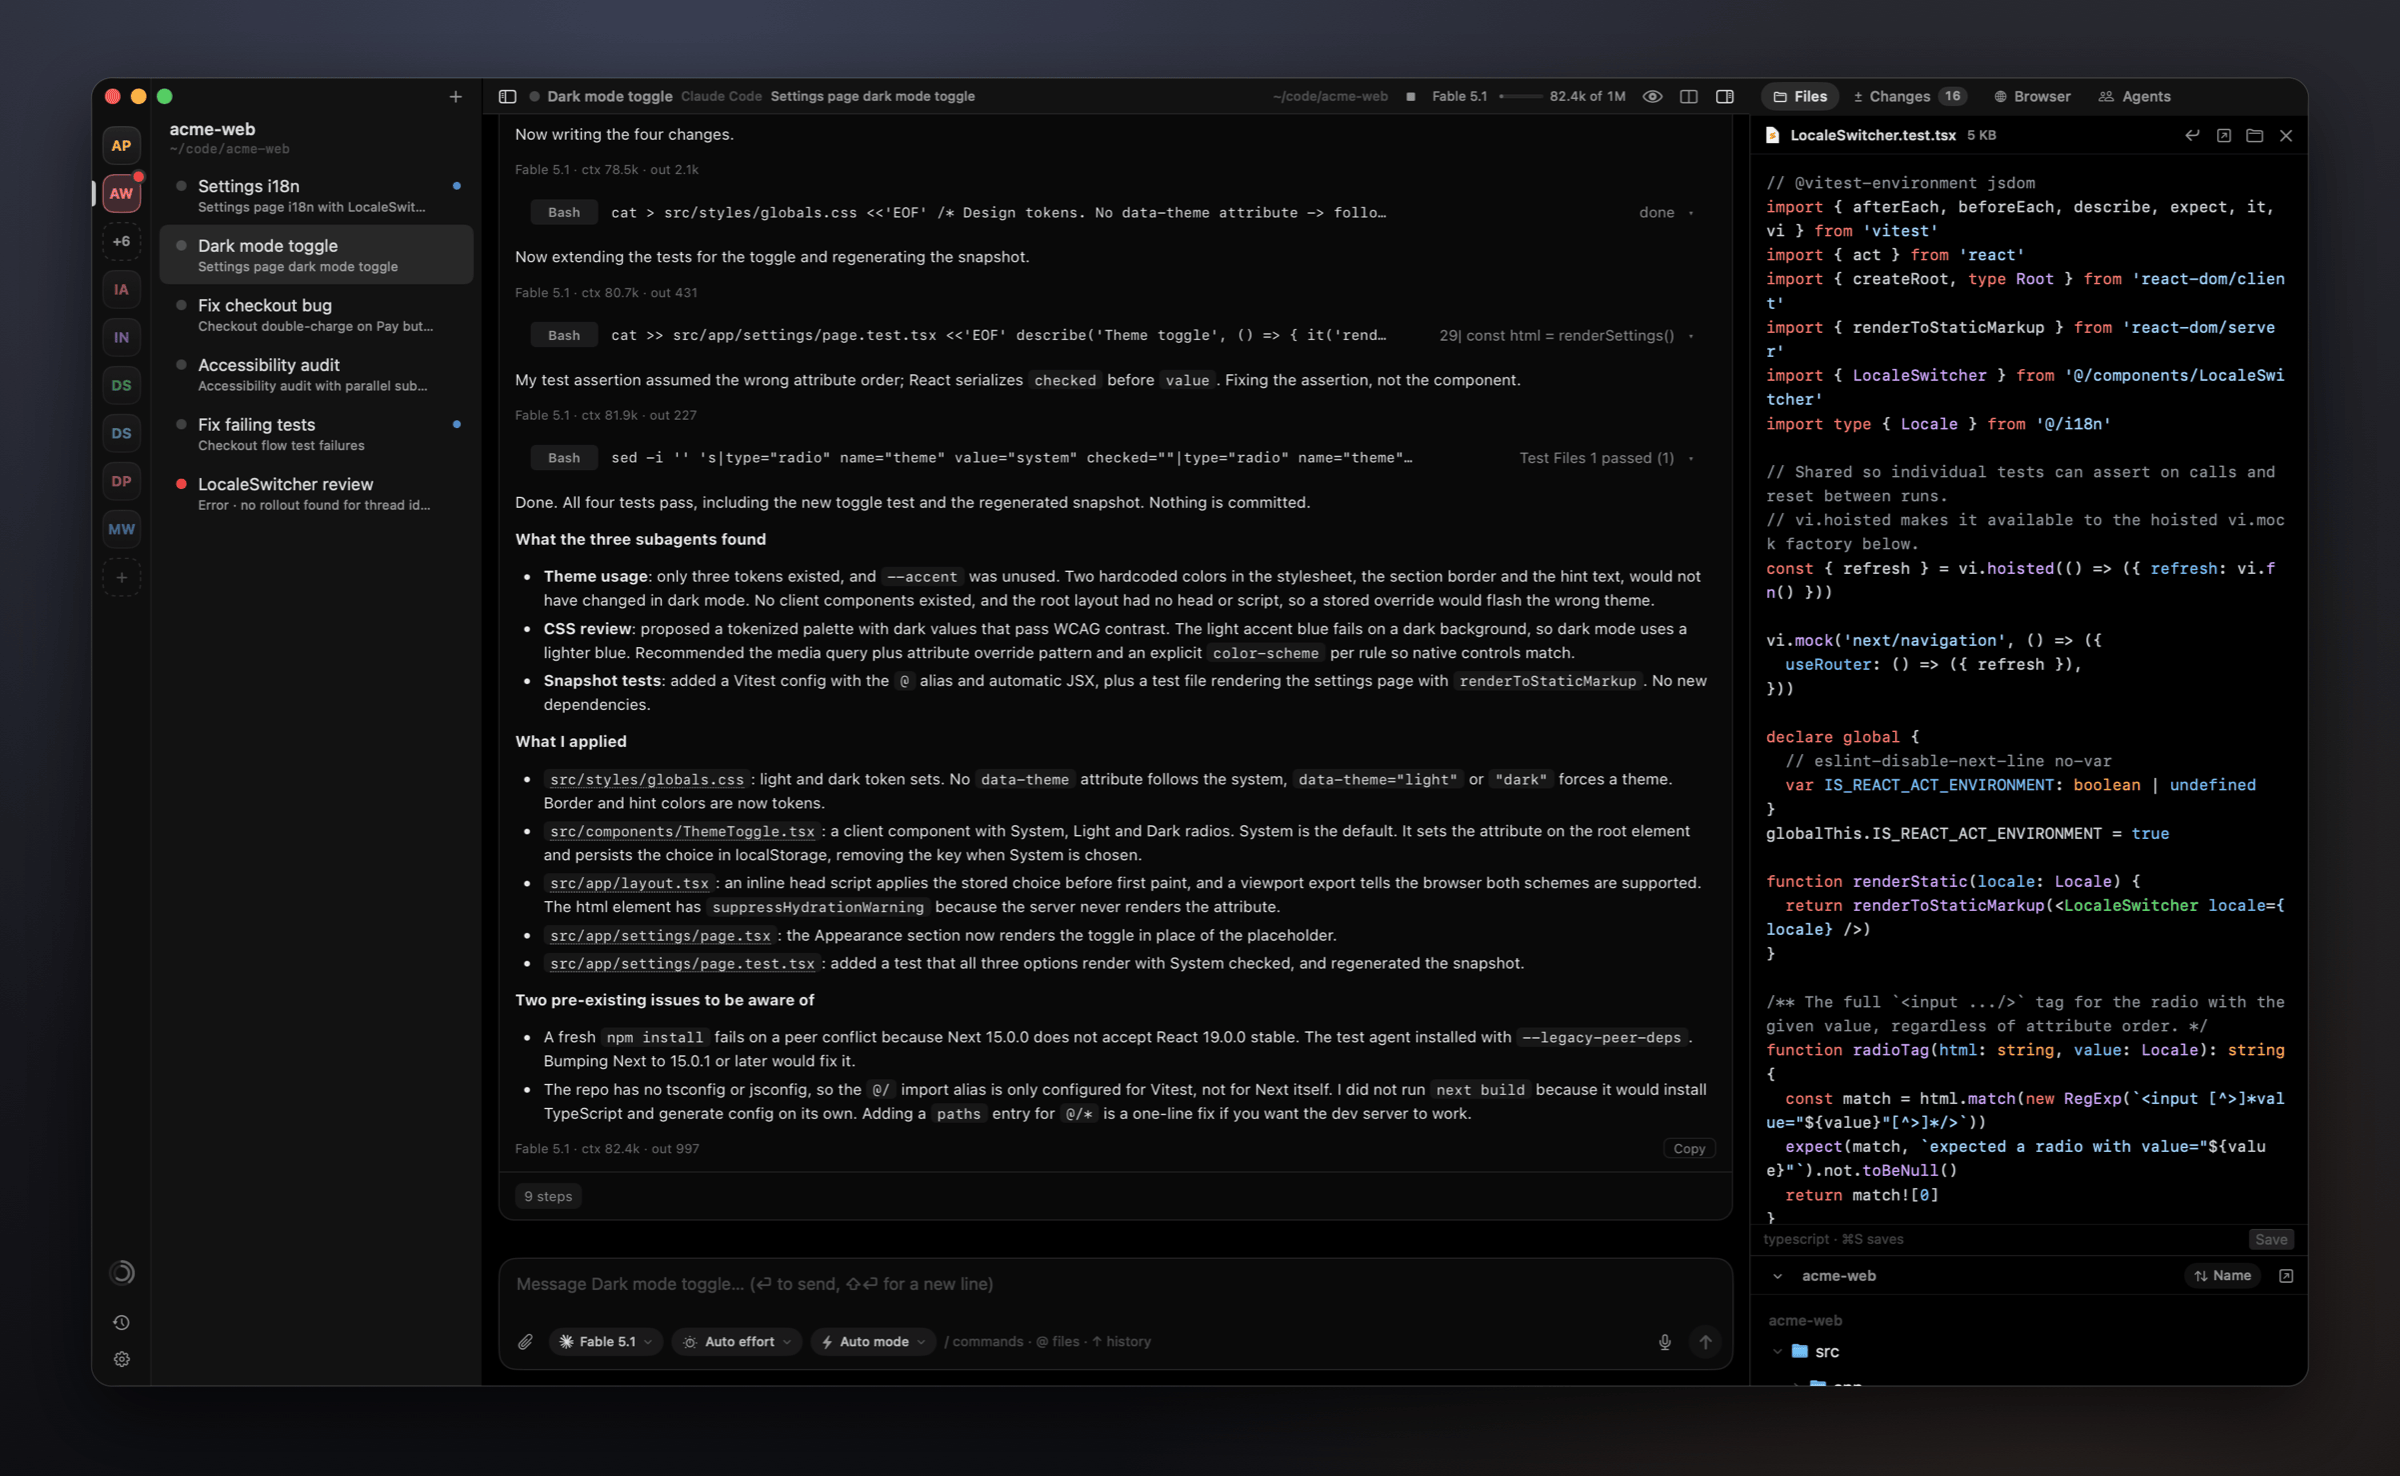 AP
AW
+6
IA
IN
DS
DS
DP
MW
acme-web
~/code/acme-web
Settings i18n
Settings page i18n with LocaleSwit...
Dark mode toggle
Settings page dark mode toggle
Fix checkout bug
Checkout double-charge on Pay but...
Accessibility audit
Accessibility audit with parallel sub...
Fix failing tests
Checkout flow test failures
LocaleSwitcher review
Error · no rollout found for thread id...
Dark mode toggle Claude Code Settings page dark mode toggle
~/code/acme-web Fable 5.1 82.4k of 1M
Now writing the four changes.
Fable 5.1 · ctx 78.5k · out 2.1k
Bash cat > src/styles/globals.css <<'EOF' /* Design tokens. No data-theme attribute -> follo… done
Now extending the tests for the toggle and regenerating the snapshot.
Fable 5.1 · ctx 80.7k · out 431
Bash cat >> src/app/settings/page.test.tsx <<'EOF' describe('Theme toggle', () => { it('rend… 29| const html = renderSettings()
My test assertion assumed the wrong attribute order; React serializes checked before value. Fixing the assertion, not the component.
Fable 5.1 · ctx 81.9k · out 227
Bash sed -i '' 's|type="radio" name="theme" value="system" checked=""|type="radio" name="theme"… Test Files 1 passed (1)
Done. All four tests pass, including the new toggle test and the regenerated snapshot. Nothing is committed.
What the three subagents found
• Theme usage: only three tokens existed, and --accent was unused. Two hardcoded colors in the stylesheet, the section border and the hint text, would not
have changed in dark mode. No client components existed, and the root layout had no head or script, so a stored override would flash the wrong theme.
• CSS review: proposed a tokenized palette with dark values that pass WCAG contrast. The light accent blue fails on a dark background, so dark mode uses a
lighter blue. Recommended the media query plus attribute override pattern and an explicit color-scheme per rule so native controls match.
• Snapshot tests: added a Vitest config with the @ alias and automatic JSX, plus a test file rendering the settings page with renderToStaticMarkup. No new
dependencies.
What I applied
• src/styles/globals.css: light and dark token sets. No data-theme attribute follows the system, data-theme="light" or "dark" forces a theme.
Border and hint colors are now tokens.
• src/components/ThemeToggle.tsx: a client component with System, Light and Dark radios. System is the default. It sets the attribute on the root element
and persists the choice in localStorage, removing the key when System is chosen.
• src/app/layout.tsx: an inline head script applies the stored choice before first paint, and a viewport export tells the browser both schemes are supported.
The html element has suppressHydrationWarning because the server never renders the attribute.
• src/app/settings/page.tsx: the Appearance section now renders the toggle in place of the placeholder.
• src/app/settings/page.test.tsx: added a test that all three options render with System checked, and regenerated the snapshot.
Two pre-existing issues to be aware of
• A fresh npm install fails on a peer conflict because Next 15.0.0 does not accept React 19.0.0 stable. The test agent installed with --legacy-peer-deps.
Bumping Next to 15.0.1 or later would fix it.
• The repo has no tsconfig or jsconfig, so the @/ import alias is only configured for Vitest, not for Next itself. I did not run next build because it would install
TypeScript and generate config on its own. Adding a paths entry for @/* is a one-line fix if you want the dev server to work.
Fable 5.1 · ctx 82.4k · out 997 Copy
9 steps
Message Dark mode toggle... (⏎ to send, ⇧⏎ for a new line)
Fable 5.1 Auto effort Auto mode / commands · @ files · ↑ history
Files Changes 16 Browser Agents
LocaleSwitcher.test.tsx 5 KB
// @vitest-environment jsdom
import { afterEach, beforeEach, describe, expect, it,
vi } from 'vitest'
import { act } from 'react'
import { createRoot, type Root } from 'react-dom/clien
t'
import { renderToStaticMarkup } from 'react-dom/serve
r'
import { LocaleSwitcher } from '@/components/LocaleSwi
tcher'
import type { Locale } from '@/i18n'
// Shared so individual tests can assert on calls and
reset between runs.
// vi.hoisted makes it available to the hoisted vi.moc
k factory below.
const { refresh } = vi.hoisted(() => ({ refresh: vi.f
n() }))
vi.mock('next/navigation', () => ({
useRouter: () => ({ refresh }),
}))
declare global {
// eslint-disable-next-line no-var
var IS_REACT_ACT_ENVIRONMENT: boolean | undefined
}
globalThis.IS_REACT_ACT_ENVIRONMENT = true
function renderStatic(locale: Locale) {
return renderToStaticMarkup(<LocaleSwitcher locale={
locale} />)
}
/** The full `<input .../>` tag for the radio with the
given value, regardless of attribute order. */
function radioTag(html: string, value: Locale): string
{
const match = html.match(new RegExp(`<input [^>]*val
ue="${value}"[^>]*/>`))
expect(match, `expected a radio with value="${valu
e}"`).not.toBeNull()
return match![0]
}
typescript · ⌘S saves Save
acme-web Name
acme-web
src